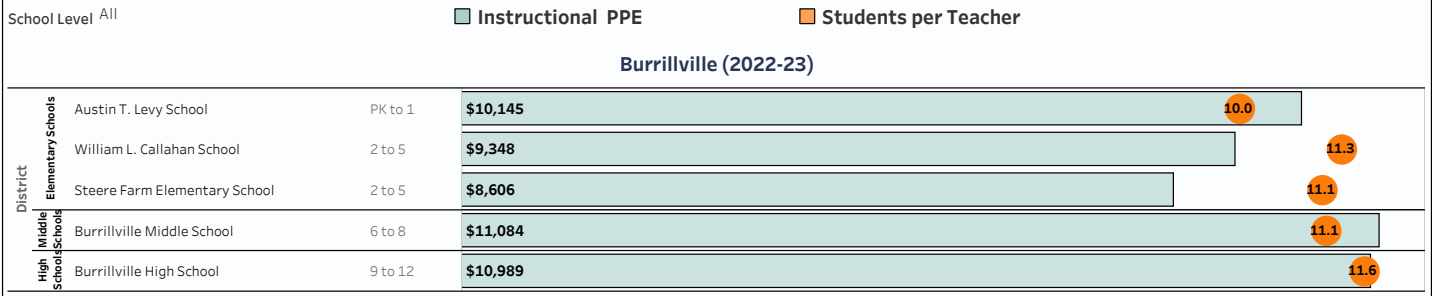 School Level All
Instructional PPE
Students per Teacher
Burrillville (2022-23)
District
Elementary Schools
Austin T. Levy School PK to 1 $10,145 10.0
William L. Callahan School 2 to 5 $9,348 11.3
Steere Farm Elementary School 2 to 5 $8,606 11.1
Middle Schools
Burrillville Middle School 6 to 8 $11,084 11.1
High Schools
Burrillville High School 9 to 12 $10,989 11.6